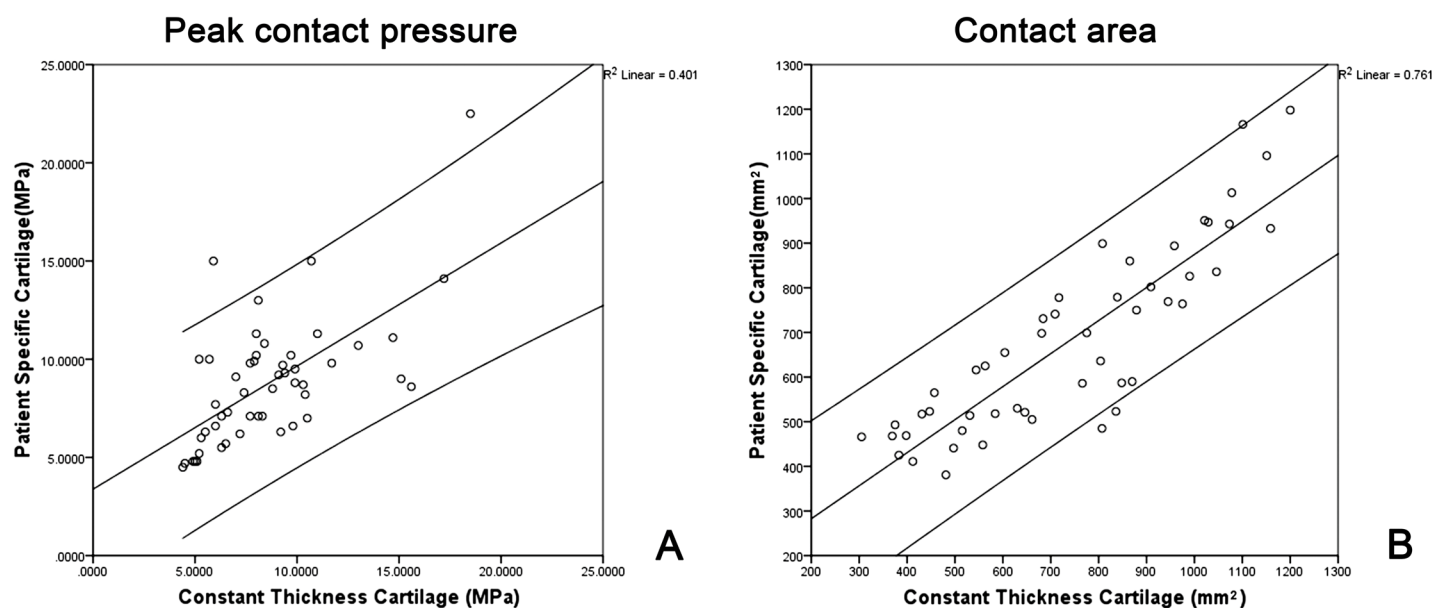 Peak contact pressure
25.0000
20.0000
15.0000
10.0000
5.0000
.0000
.0000 5.0000 10.0000 15.0000 20.0000 25.0000
Patient Specific Cartilage(MPa)
Constant Thickness Cartilage (MPa)
R² Linear = 0.401
A
Contact area
1300
1200
1100
1000
900
800
700
600
500
400
300
200
200 300 400 500 600 700 800 900 1000 1100 1200 1300
Patient Specific Cartilage(mm²)
Constant Thickness Cartilage (mm²)
R² Linear = 0.761
B